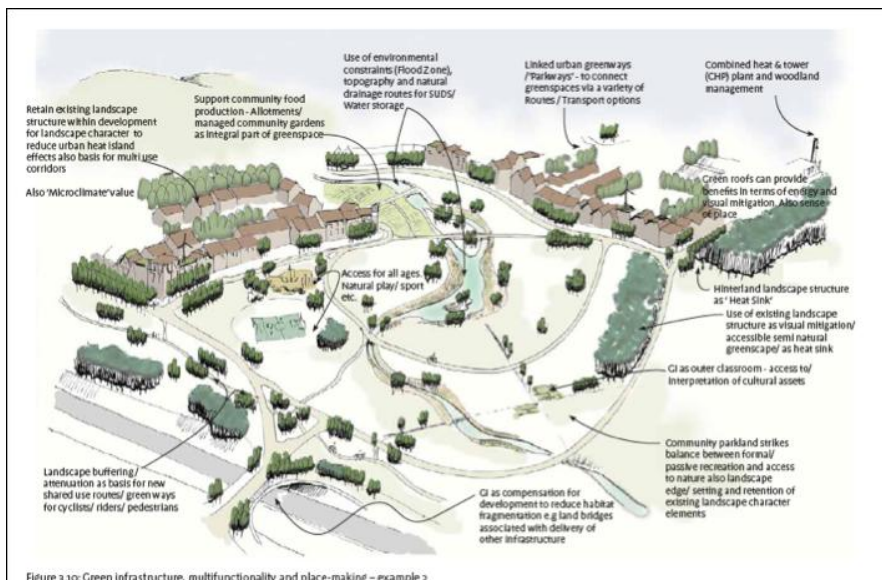 Use of environmental
constraints (Flood Zone),
topography and natural
drainage routes for SUDS/
Water storage
Linked urban greenways
/'Parkways' - to connect
greenspaces via a variety of
Routes / Transport options
Combined heat & tower
(CHP) plant and woodland
management
Retain existing landscape
structure within development
for landscape character to
reduce urban heat island
effects also basis for multi use
corridors
Also 'Microclimate' value
Support community food
production - Allotments/
managed community gardens
as integral part of greenspace
Green roofs can provide
benefits in terms of energy and
visual mitigation. Also sense
of place
Access for all ages.
Natural play/ sport
etc.
Hinterland landscape structure
as 'Heat Sink'
Use of existing landscape
structure as visual mitigation/
accessible semi natural
greenscape/ as heat sink
GI as outer classroom - access to/
Interpretation of cultural assets
Community parkland strikes
balance between formal/
passive recreation and access
to nature also landscape
edge/ setting and retention of
existing landscape character
elements
Landscape buffering/
attenuation as basis for new
shared use routes/ greenways
for cyclists/ riders/ pedestrians
GI as compensation for
development to reduce habitat
fragmentation e.g land bridges
associated with delivery of
other infrastructure
Figure 3.10: Green infrastructure, multifunctionality and place-making – example